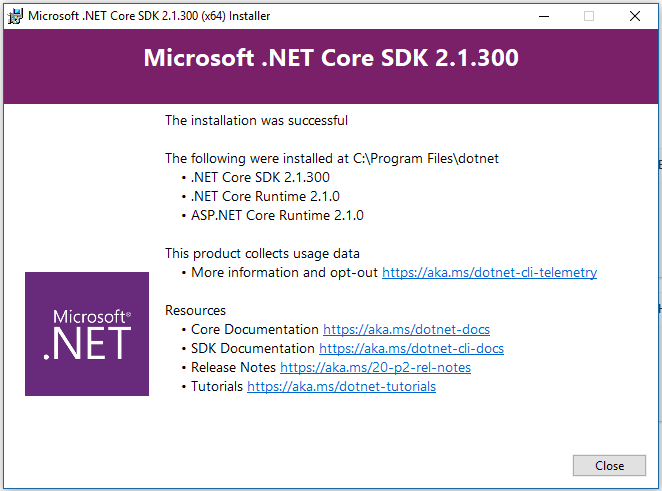 Microsoft .NET Core SDK 2.1.300 (x64) Installer
Microsoft .NET Core SDK 2.1.300
The installation was successful
The following were installed at C:\Program Files\dotnet
• .NET Core SDK 2.1.300
• .NET Core Runtime 2.1.0
• ASP.NET Core Runtime 2.1.0
This product collects usage data
• More information and opt-out https://aka.ms/dotnet-cli-telemetry
Microsoft®
.NET
Resources
• Core Documentation https://aka.ms/dotnet-docs
• SDK Documentation https://aka.ms/dotnet-cli-docs
• Release Notes https://aka.ms/20-p2-rel-notes
• Tutorials https://aka.ms/dotnet-tutorials
Close